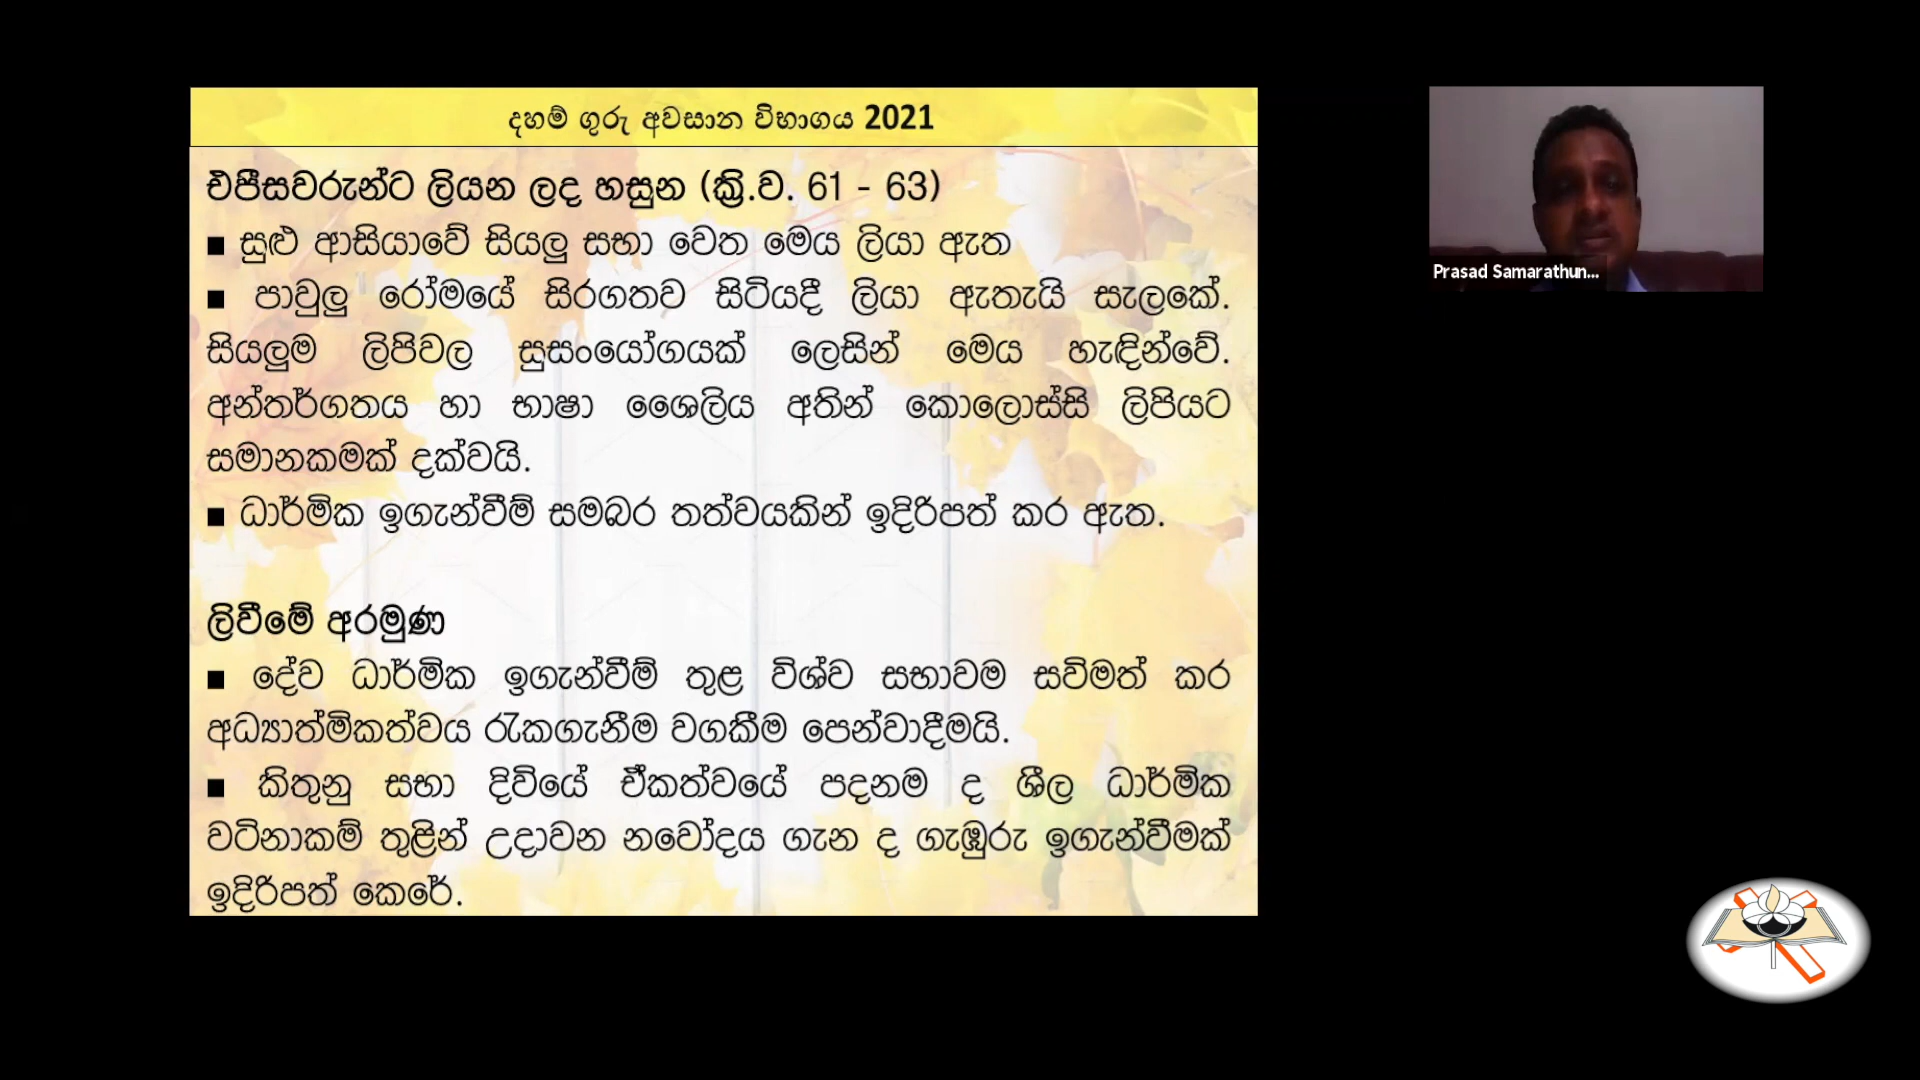 දහම් ගුරු අවසාන විභාගය 2021
එපීසවරුන්ට ලියන ලද හසුන (ක්‍රි.ව. 61 - 63)
■ සුළු ආසියාවේ සියලු සභා වෙත මෙය ලියා ඇත
■ පාවුලු රෝමයේ සිරගතව සිටියදී ලියා ඇතැයි සැලකේ.
සියලුම ලිපිවල සුසංයෝගයක් ලෙසින් මෙය හැඳින්වේ.
අන්තර්ගතය හා භාෂා ශෛලිය අතින් කොලොස්සි ලිපියට
සමානකමක් දක්වයි.
■ ධාර්මික ඉගැන්වීම් සමබර තත්වයකින් ඉදිරිපත් කර ඇත.
ලිවීමේ අරමුණ
■ දේව ධාර්මික ඉගැන්වීම් තුළ විශ්ව සභාවම සවිමත් කර
අධ්‍යාත්මිකත්වය රැකගැනීම වගකීම පෙන්වාදීමයි.
■ කිතුනු සභා දිවියේ ඒකත්වයේ පදනම ද ශීල ධාර්මික
වටිනාකම් තුළින් උදාවන නවෝදය ගැන ද ගැඹුරු ඉගැන්වීමක්
ඉදිරිපත් කෙරේ.
Prasad Samarathun...